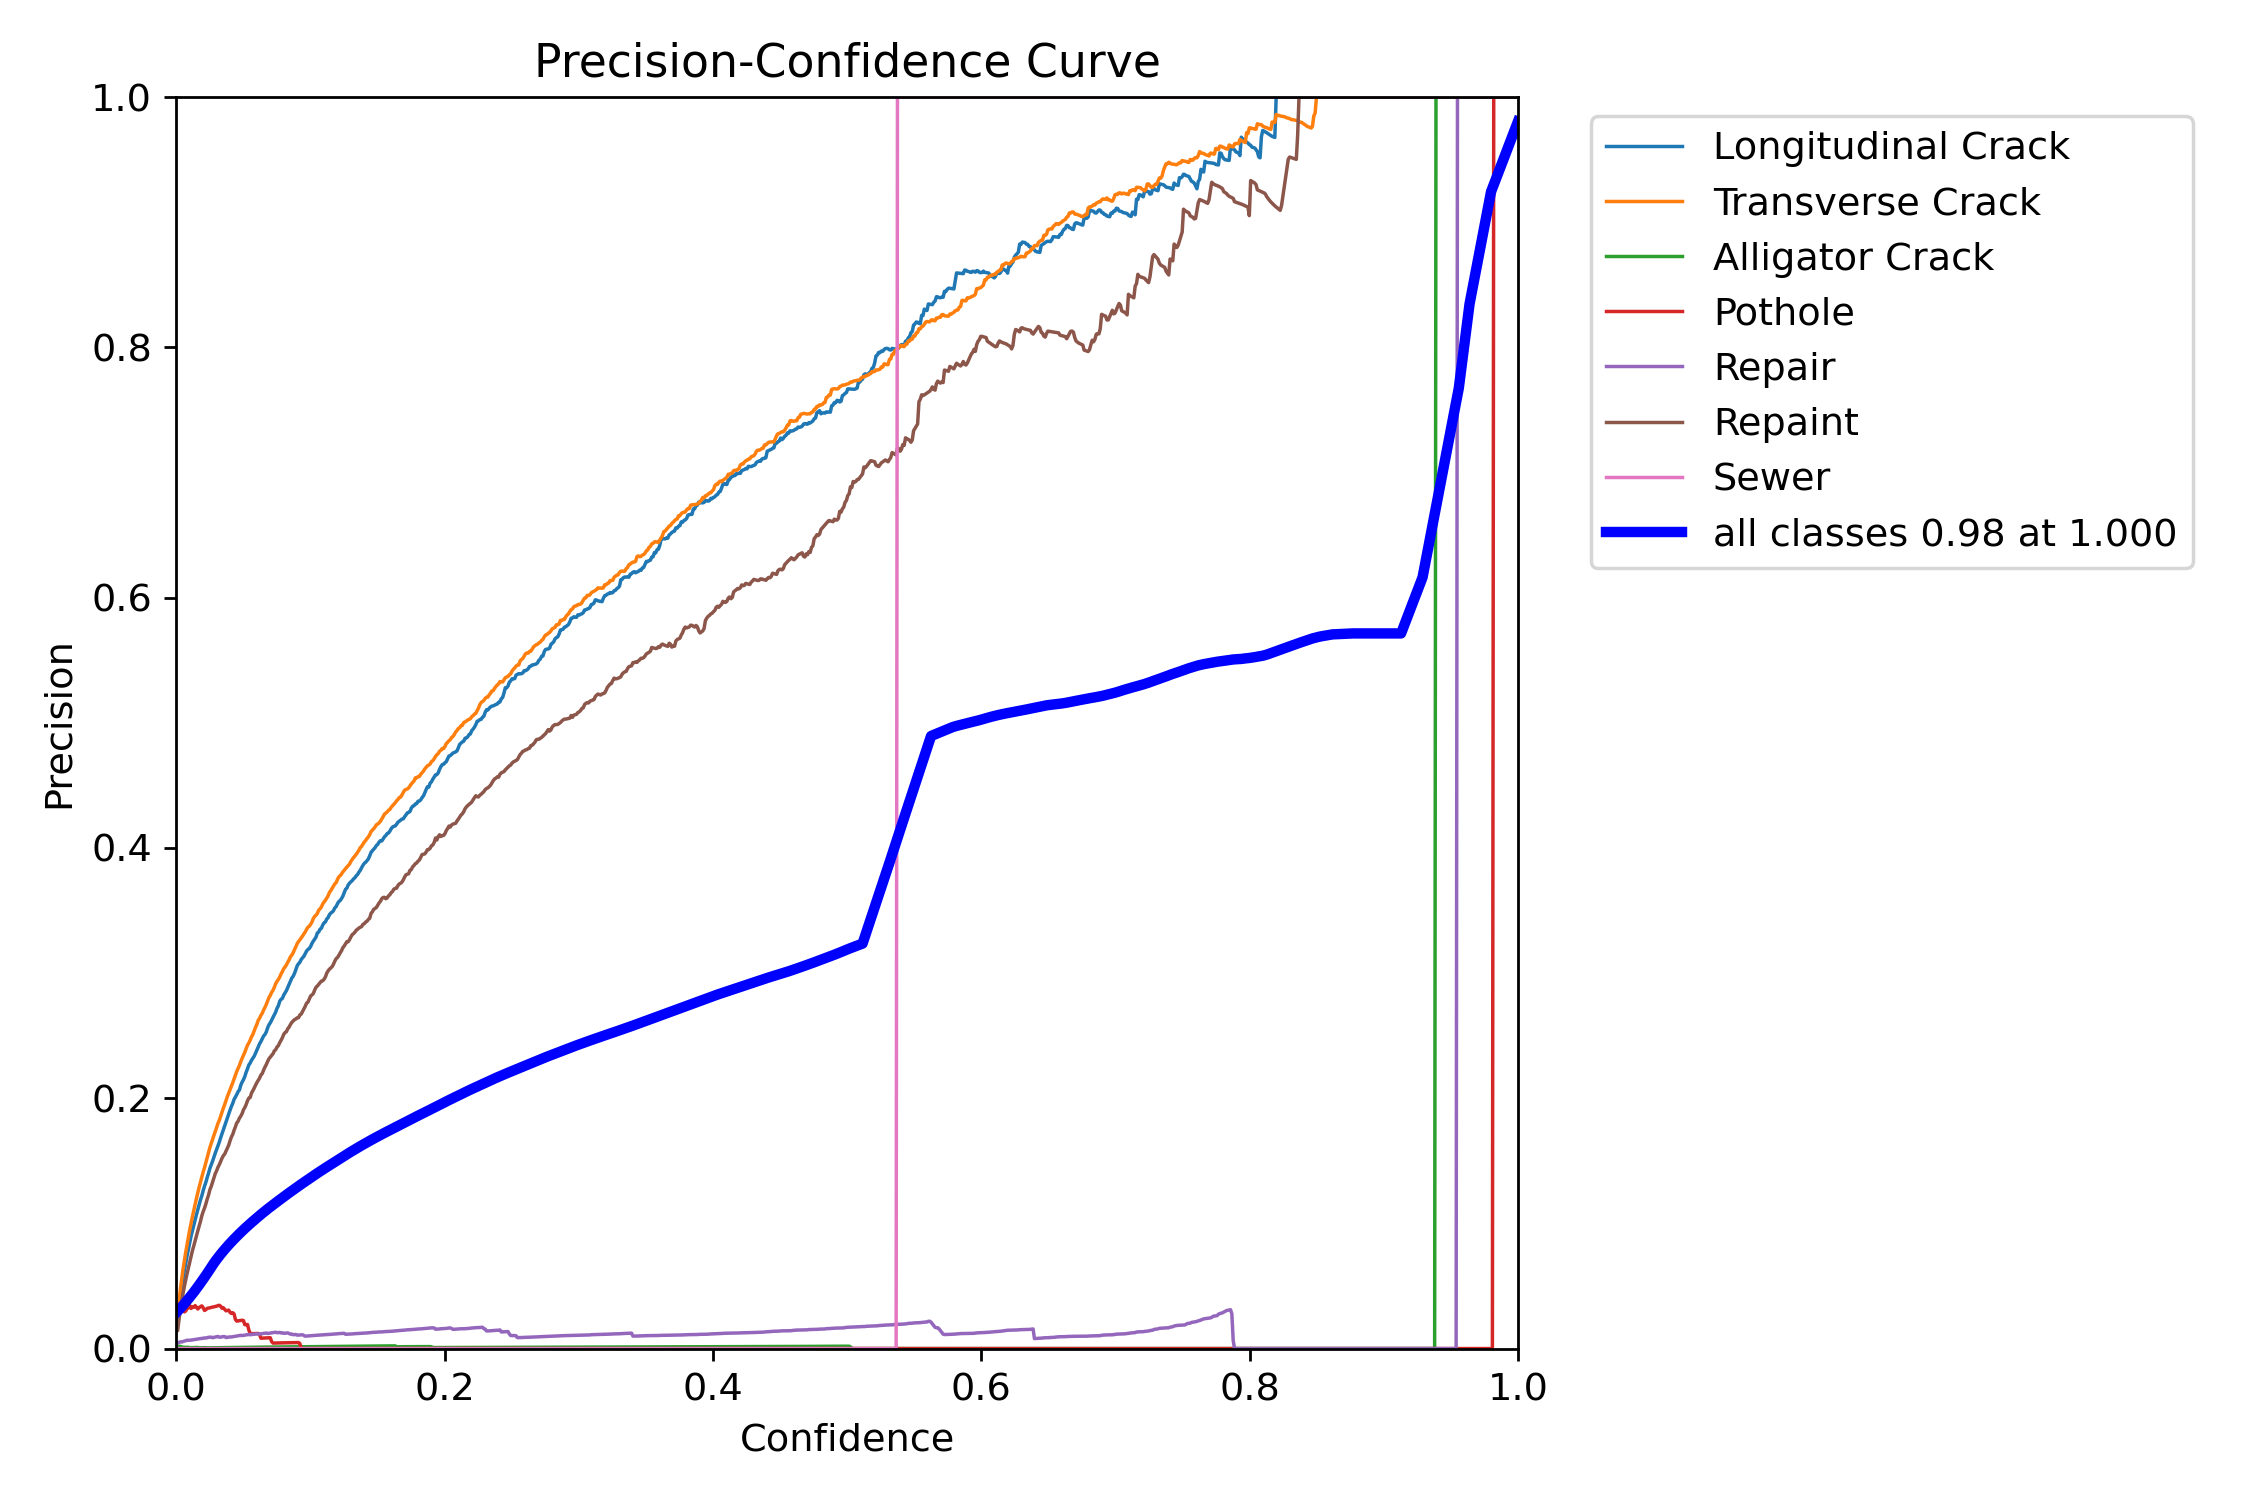 Precision-Confidence Curve
1.0
0.8
0.6
0.4
0.2
0.0
Precision
0.0 0.2 0.4 0.6 0.8 1.0
Confidence
Longitudinal Crack
Transverse Crack
Alligator Crack
Pothole
Repair
Repaint
Sewer
all classes 0.98 at 1.000